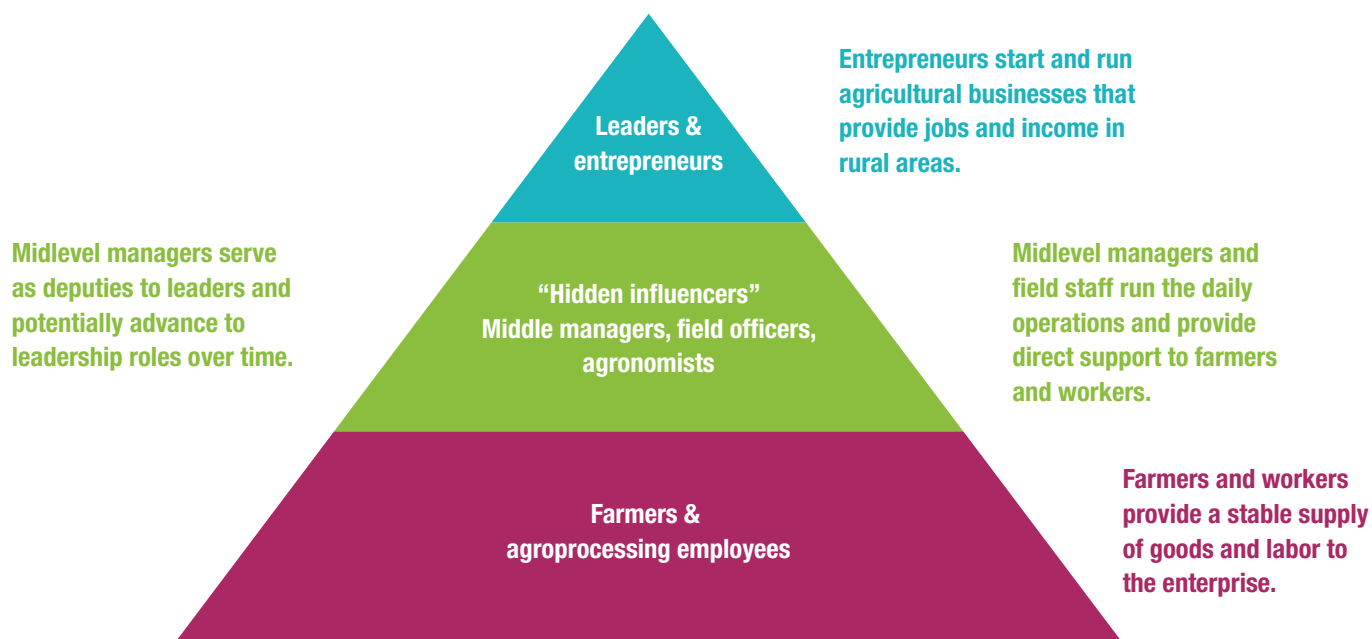 Leaders &
entrepreneurs
Entrepreneurs start and run
agricultural businesses that
provide jobs and income in
rural areas.
Midlevel managers serve
as deputies to leaders and
potentially advance to
leadership roles over time.
“Hidden influencers”
Middle managers, field officers,
agronomists
Midlevel managers and
field staff run the daily
operations and provide
direct support to farmers
and workers.
Farmers &
agroprocessing employees
Farmers and workers
provide a stable supply
of goods and labor to
the enterprise.